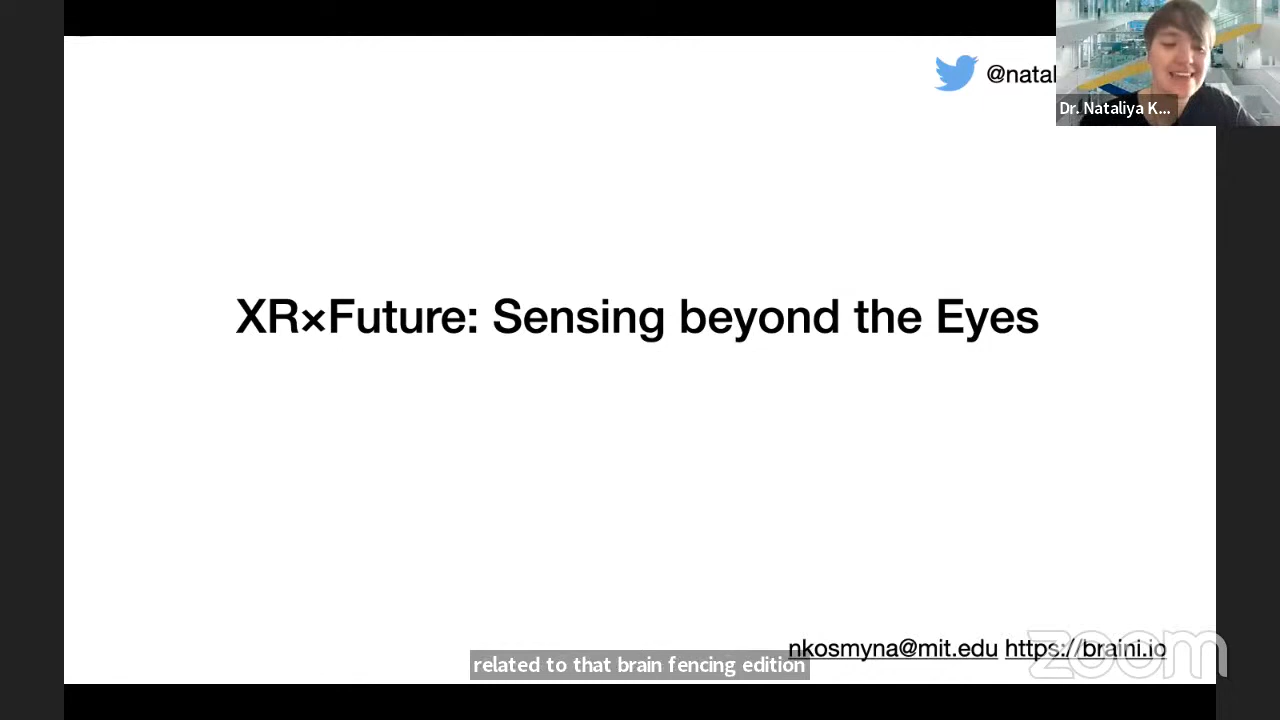 @natal
Dr. Nataliya K...
XR×Future: Sensing beyond the Eyes
nkosmyna@mit.edu https://braini.io
related to that brain fencing edition
zoom